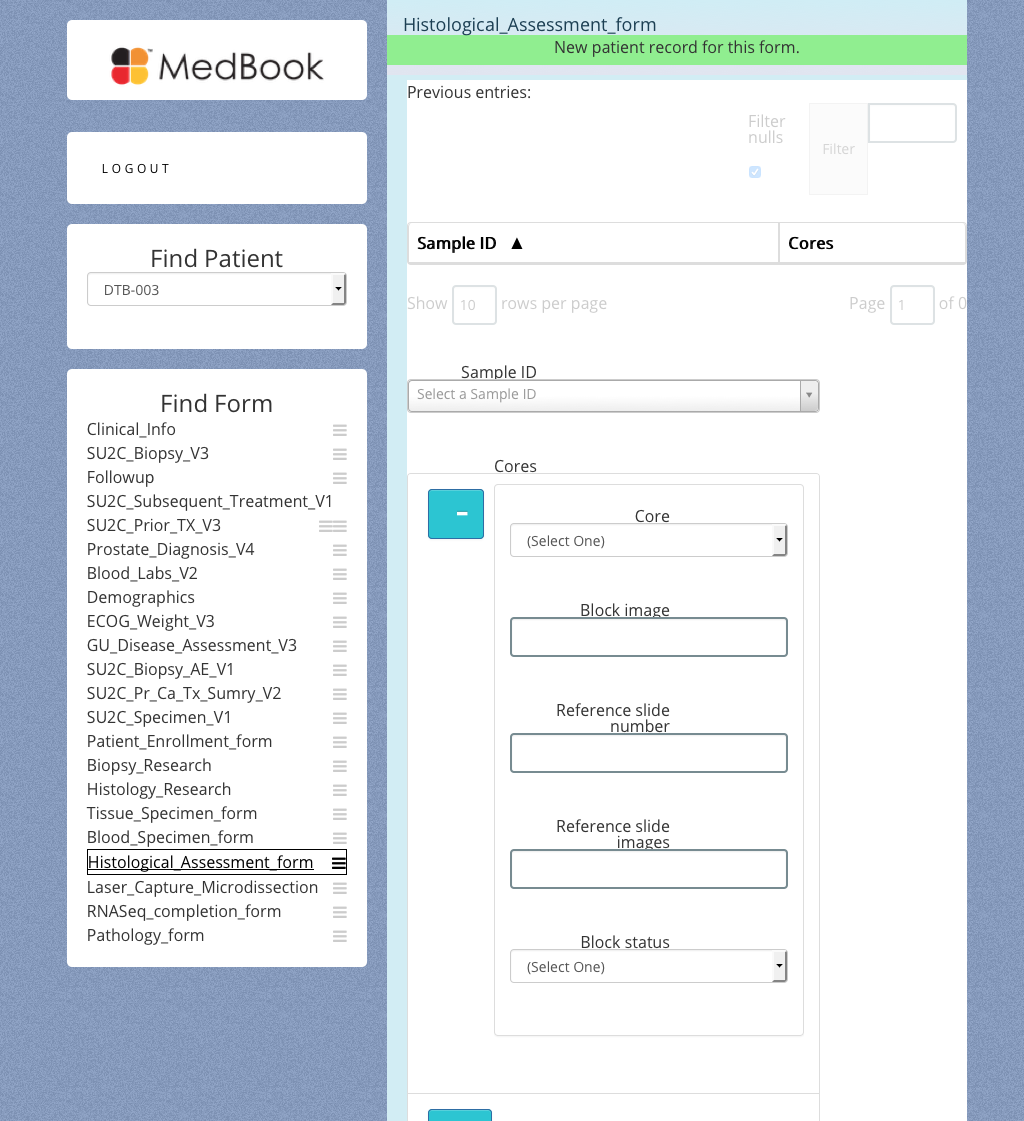 MedBook
™
LOGOUT
Find Patient
DTB-003
Find Form
Clinical_Info
SU2C_Biopsy_V3
Followup
SU2C_Subsequent_Treatment_V1
SU2C_Prior_TX_V3
Prostate_Diagnosis_V4
Blood_Labs_V2
Demographics
ECOG_Weight_V3
GU_Disease_Assessment_V3
SU2C_Biopsy_AE_V1
SU2C_Pr_Ca_Tx_Sumry_V2
SU2C_Specimen_V1
Patient_Enrollment_form
Biopsy_Research
Histology_Research
Tissue_Specimen_form
Blood_Specimen_form
Histological_Assessment_form
Laser_Capture_Microdissection
RNASeq_completion_form
Pathology_form
Histological_Assessment_form
New patient record for this form.
Previous entries:
Filter
nulls
Filter
Sample ID ▲ Cores
Show 10 rows per page Page 1 of 0
Sample ID
Select a Sample ID
Cores
Core
(Select One)
Block image
Reference slide
number
Reference slide
images
Block status
(Select One)